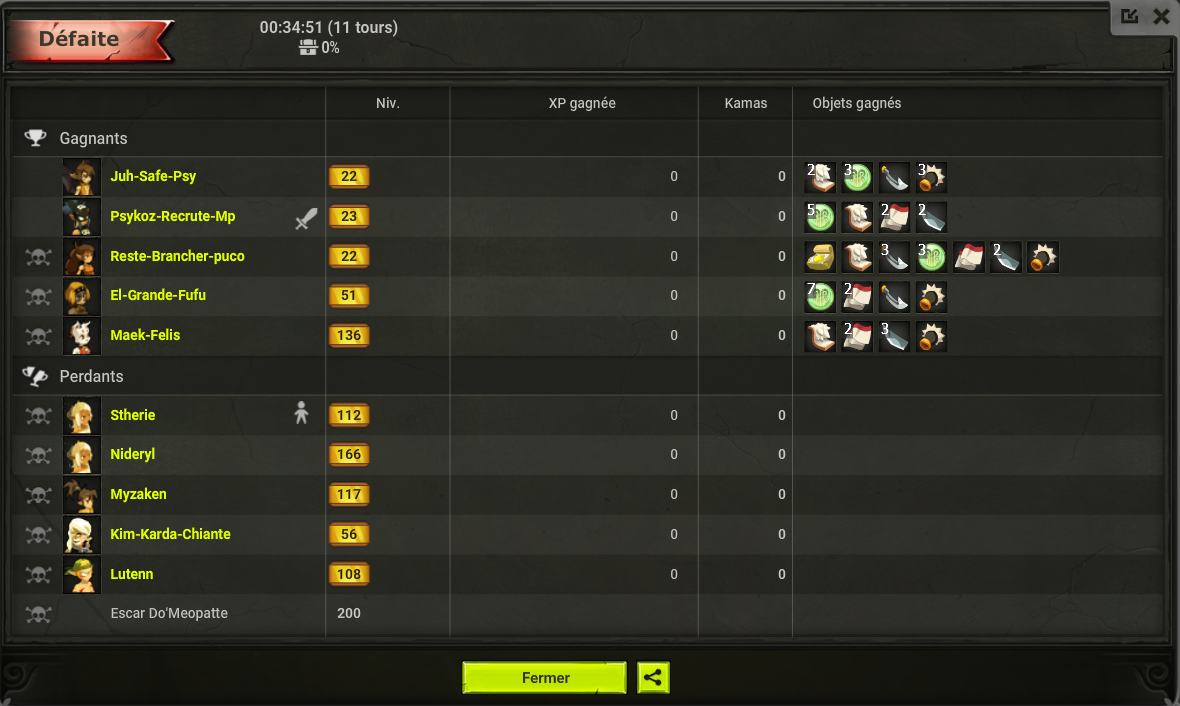 Défaite
00:34:51 (11 tours)
0%
Niv. XP gagnée Kamas Objets gagnés
Gagnants
Juh-Safe-Psy 22 0 0 2 3 3
Psykoz-Recrute-Mp 23 0 0 5 2 2
Reste-Brancher-puco 22 0 0 3 3 2
El-Grande-Fufu 51 0 0 7 2
Maek-Felis 136 0 0 2 3
Perdants
Stherie 112 0 0
Nideryl 166 0 0
Myzaken 117 0 0
Kim-Karda-Chiante 56 0 0
Lutenn 108 0 0
Escar Do'Meopatte 200
Fermer